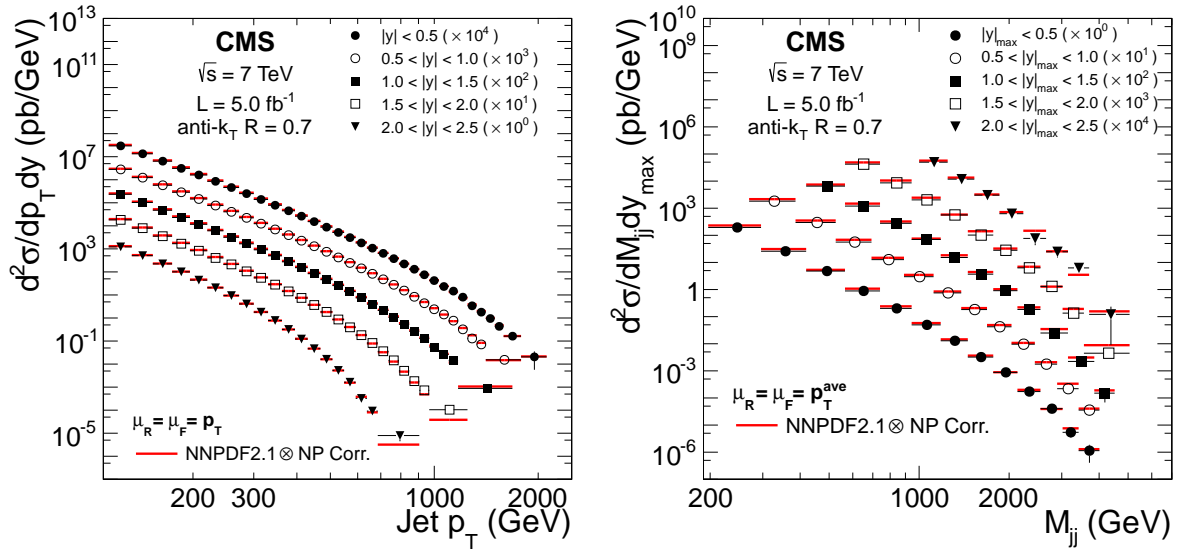 CMS
√s = 7 TeV
L = 5.0 fb⁻¹
anti-k_T R = 0.7
|y| < 0.5 (× 10⁴)
0.5 < |y| < 1.0 (× 10³)
1.0 < |y| < 1.5 (× 10²)
1.5 < |y| < 2.0 (× 10¹)
2.0 < |y| < 2.5 (× 10⁰)
d²σ/dp_T dy (pb/GeV)
10¹³
10¹¹
10⁷
10³
10⁻¹
10⁻⁵
μ_R = μ_F = p_T
NNPDF2.1 ⊗ NP Corr.
200 300 1000 2000
Jet p_T (GeV)
CMS
√s = 7 TeV
L = 5.0 fb⁻¹
anti-k_T R = 0.7
|y|_max < 0.5 (× 10⁰)
0.5 < |y|_max < 1.0 (× 10¹)
1.0 < |y|_max < 1.5 (× 10²)
1.5 < |y|_max < 2.0 (× 10³)
2.0 < |y|_max < 2.5 (× 10⁴)
d²σ/dM_jj dy_max (pb/GeV)
10¹⁰
10⁹
10⁶
10³
1
10⁻³
10⁻⁶
μ_R = μ_F = p_T^ave
NNPDF2.1 ⊗ NP Corr.
200 1000 2000
M_jj (GeV)